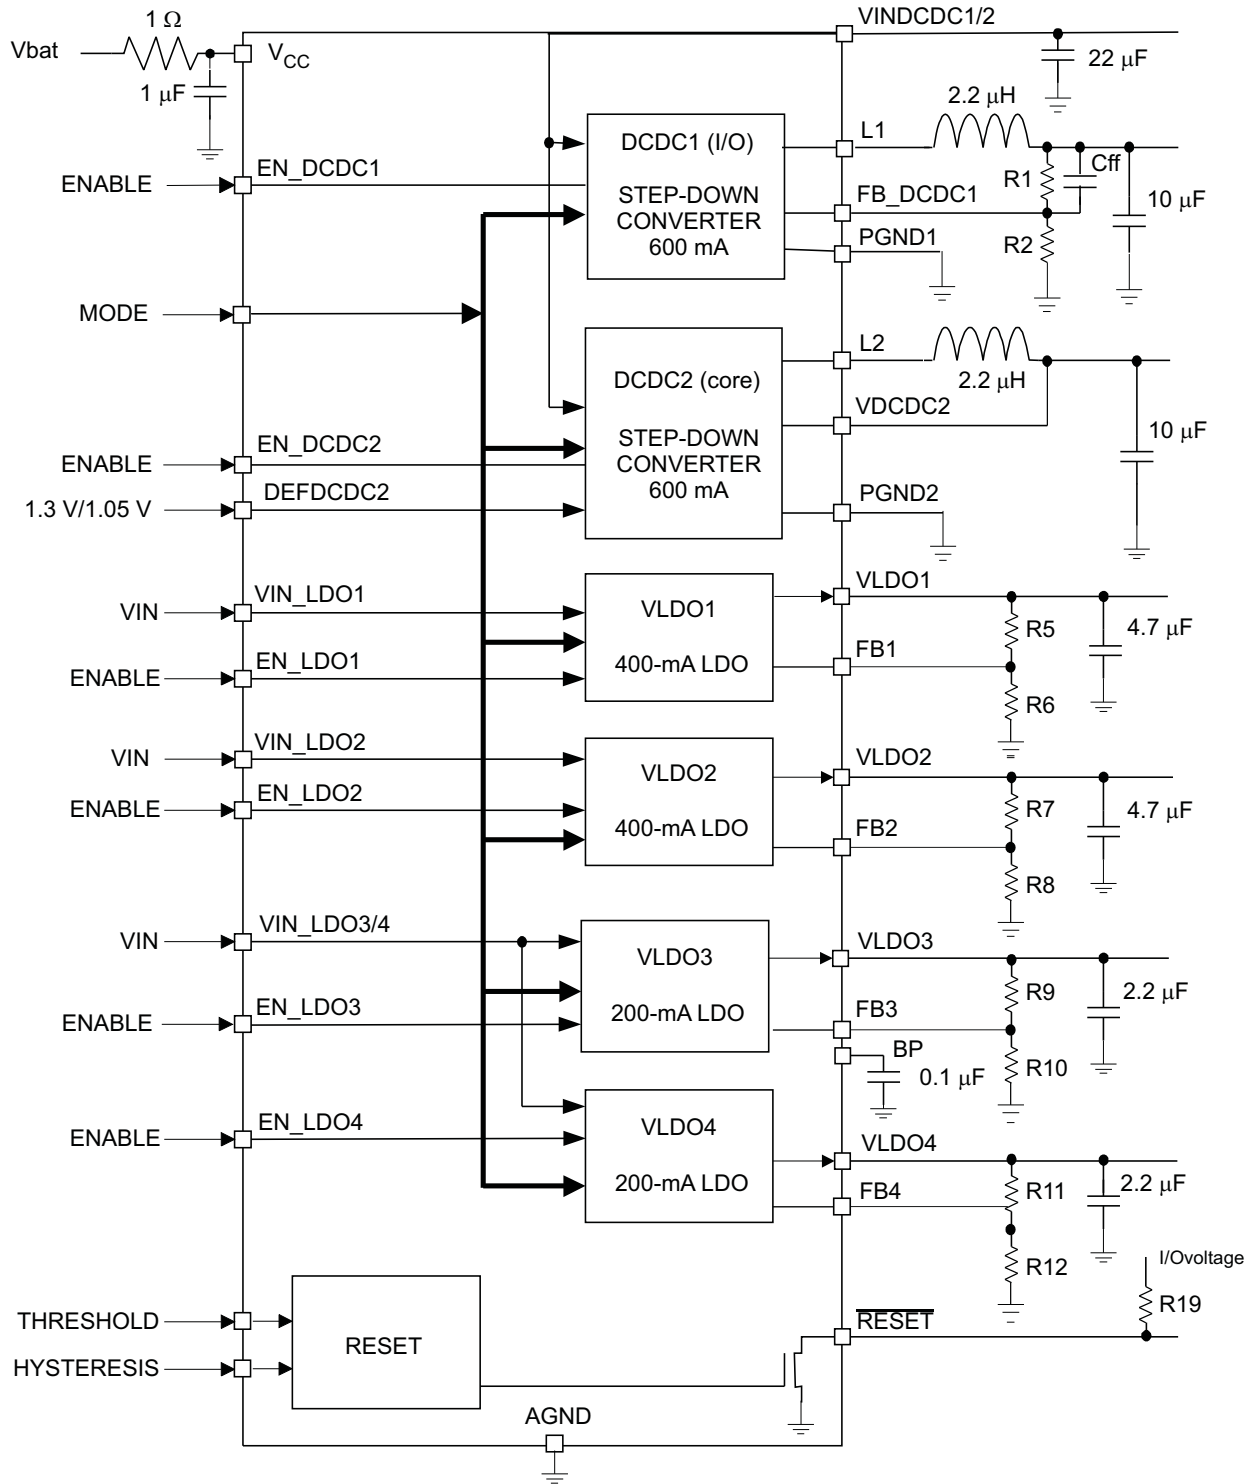 1 Ω
Vbat
VCC
1 μF
VINDCDC1/2
22 μF
2.2 μH
DCDC1 (I/O)
STEP-DOWN
CONVERTER
600 mA
L1
R1
Cff
10 μF
ENABLE
EN_DCDC1
FB_DCDC1
R2
PGND1
MODE
DCDC2 (core)
STEP-DOWN
CONVERTER
600 mA
L2
2.2 μH
VDCDC2
10 μF
ENABLE
EN_DCDC2
1.3 V/1.05 V
DEFDCDC2
PGND2
VIN
VIN_LDO1
VLDO1
400-mA LDO
VLDO1
R5
4.7 μF
ENABLE
EN_LDO1
FB1
R6
VIN
VIN_LDO2
VLDO2
400-mA LDO
VLDO2
R7
4.7 μF
ENABLE
EN_LDO2
FB2
R8
VIN
VIN_LDO3/4
VLDO3
200-mA LDO
VLDO3
R9
2.2 μF
ENABLE
EN_LDO3
FB3
BP
0.1 μF
R10
ENABLE
EN_LDO4
VLDO4
200-mA LDO
VLDO4
R11
2.2 μF
FB4
R12
I/Ovoltage
R19
THRESHOLD
HYSTERESIS
RESET
RESET
AGND